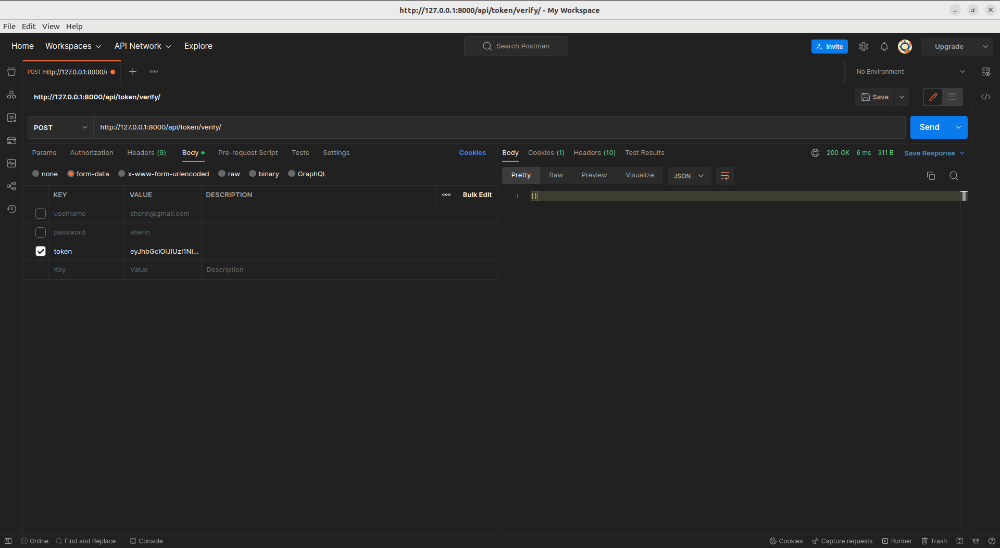 http://127.0.0.1:8000/api/token/verify/ - My Workspace
File Edit View Help
Home Workspaces API Network Explore Search Postman Invite Upgrade
POST http://127.0.0.1:8000/a No Environment
http://127.0.0.1:8000/api/token/verify/ Save
POST http://127.0.0.1:8000/api/token/verify/ Send
Params Authorization Headers (9) Body Pre-request Script Tests Settings Cookies
none form-data x-www-form-urlencoded raw binary GraphQL
KEY VALUE DESCRIPTION Bulk Edit
username sherin@gmail.com
password sherin
token eyJhbGciOiJIUzI1Ni...
Key Value Description
Body Cookies (1) Headers (10) Test Results 200 OK 6 ms 311 B Save Response
Pretty Raw Preview Visualize JSON
1 {}
Online Find and Replace Console Cookies Capture requests Runner Trash